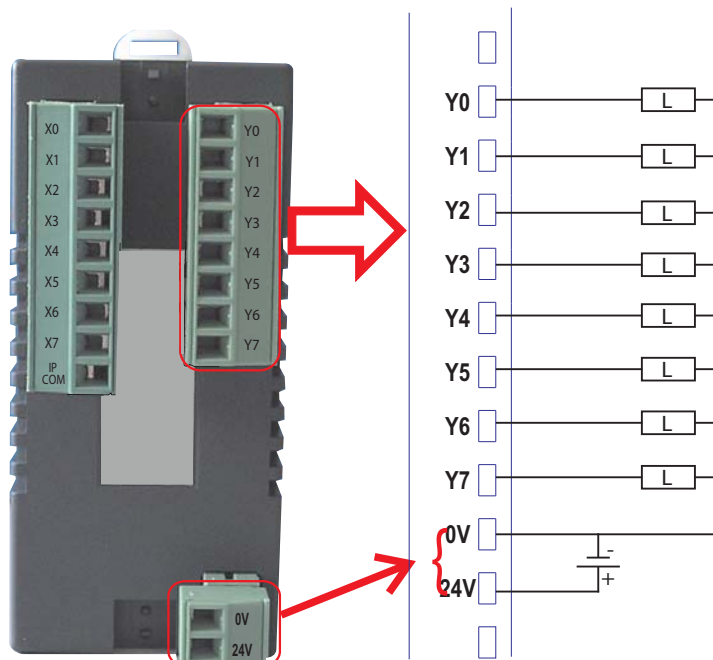 X0
X1
X2
X3
X4
X5
X6
X7
IP
COM
Y0
Y1
Y2
Y3
Y4
Y5
Y6
Y7
0V
24V
Y0 L
Y1 L
Y2 L
Y3 L
Y4 L
Y5 L
Y6 L
Y7 L
0V
-
+
24V